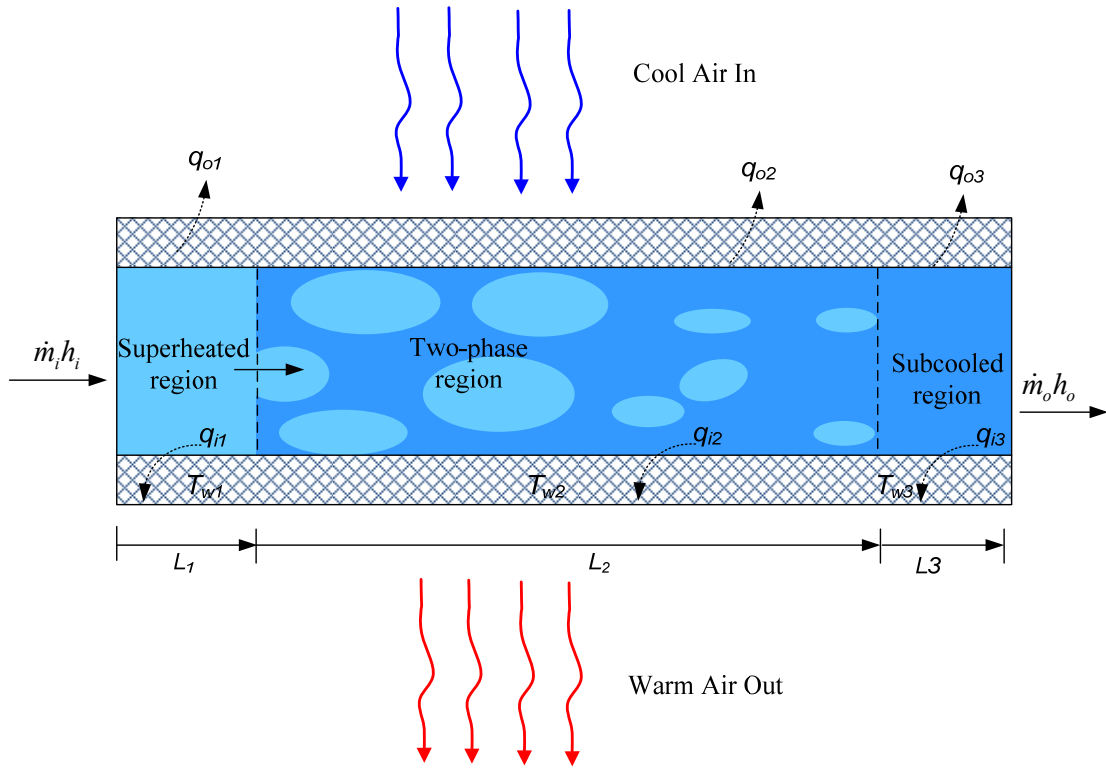 Cool Air In
qo1
qo2
qo3
ṁihi
Superheated
region
Two-phase
region
Subcooled
region
ṁoho
qi1
qi2
qi3
Tw1
Tw2
Tw3
L1
L2
L3
Warm Air Out